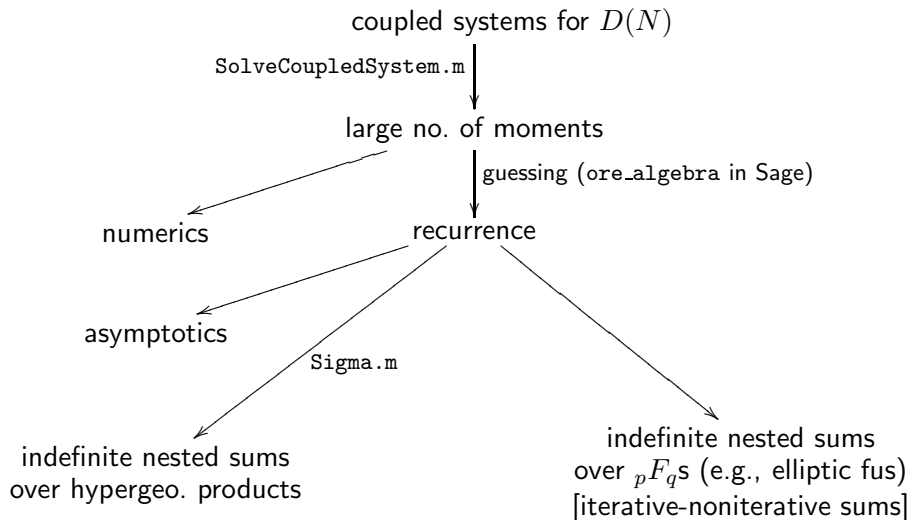 coupled systems for D(N)
SolveCoupledSystem.m
large no. of moments
guessing (ore_algebra in Sage)
numerics
recurrence
asymptotics
Sigma.m
indefinite nested sums
over hypergeo. products
indefinite nested sums
over pFqs (e.g., elliptic fus)
[iterative-noniterative sums]